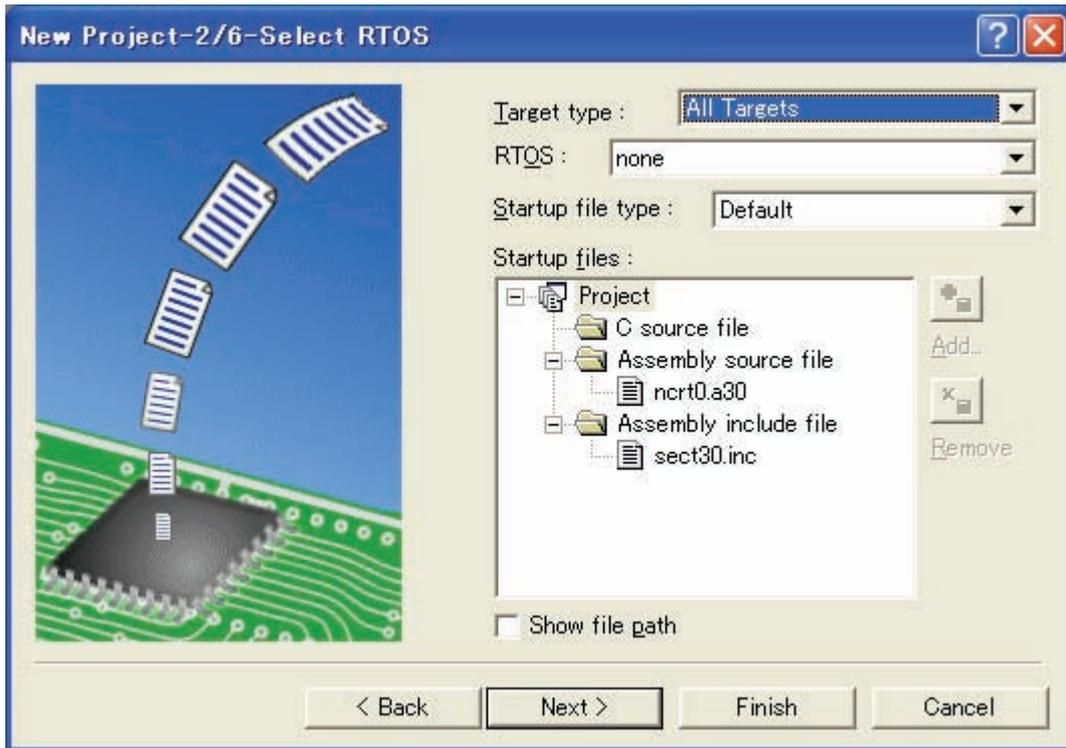 New Project-2/6-Select RTOS
Target type : All Targets
RTOS : none
Startup file type : Default
Startup files :
Project
C source file
Assembly source file
ncrt0.a30
Assembly include file
sect30.inc
Add...
Remove
Show file path
< Back Next > Finish Cancel